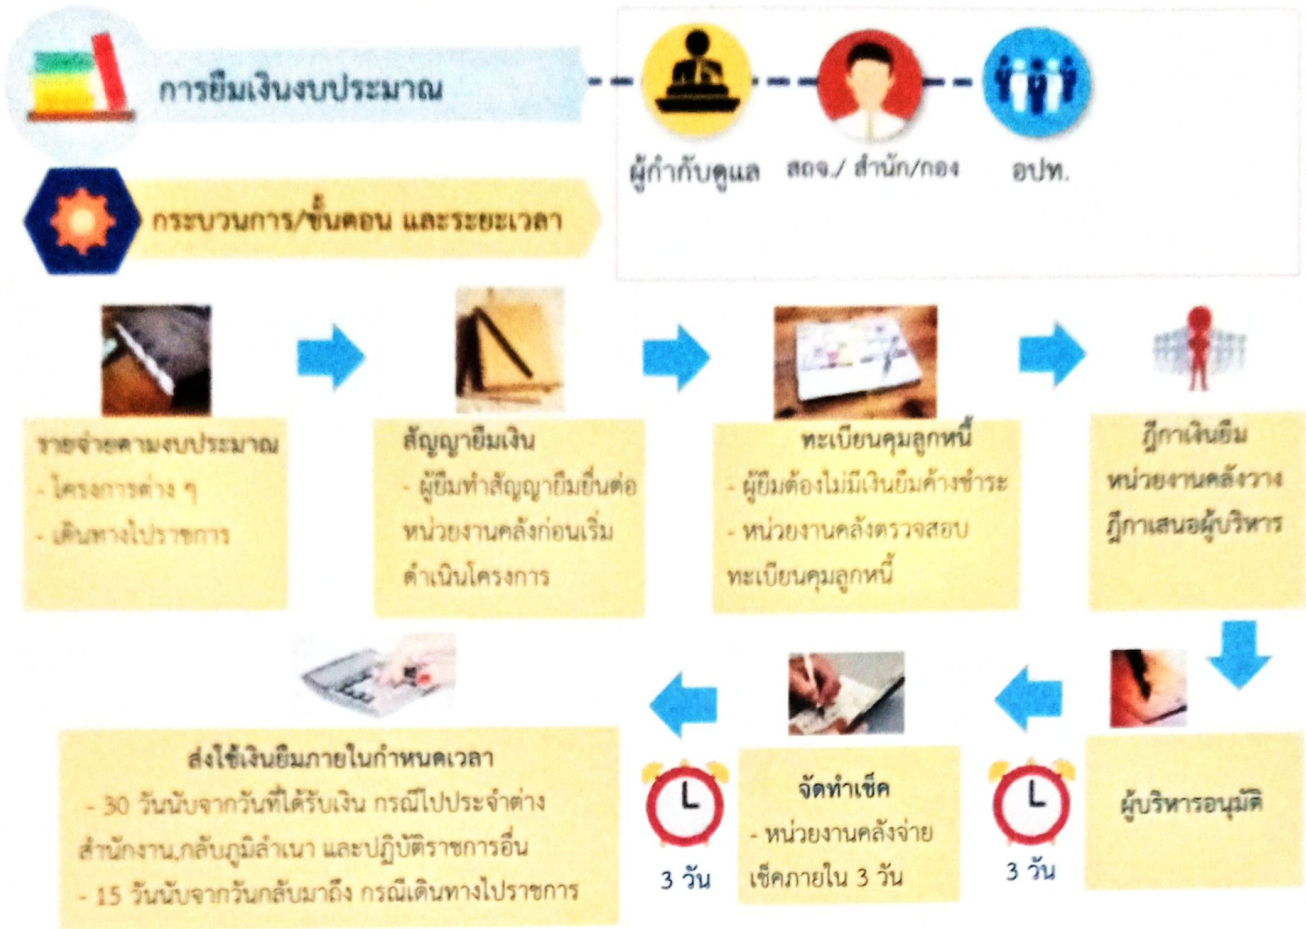 การยืมเงินงบประมาณ
ผู้กำกับดูแล
สถจ./ สำนัก/กอง
อปท.
กระบวนการ/ขั้นตอน และระยะเวลา
รายจ่ายตามงบประมาณ
- โครงการต่าง ๆ
- เดินทางไปราชการ
สัญญายืมเงิน
- ผู้ยืมทำสัญญายืมยื่นต่อ
หน่วยงานคลังก่อนเริ่ม
ดำเนินโครงการ
ทะเบียนคุมลูกหนี้
- ผู้ยืมต้องไม่มีเงินยืมค้างชำระ
- หน่วยงานคลังตรวจสอบ
ทะเบียนคุมลูกหนี้
ฎีกาเงินยืม
หน่วยงานคลังวาง
ฎีกาเสนอผู้บริหาร
ผู้บริหารอนุมัติ
3 วัน
จัดทำเช็ค
- หน่วยงานคลังจ่าย
เช็คภายใน 3 วัน
3 วัน
ส่งใช้เงินยืมภายในกำหนดเวลา
- 30 วันนับจากวันที่ได้รับเงิน กรณีไปประจำต่าง
สำนักงาน,กลับภูมิลำเนา และปฏิบัติราชการอื่น
- 15 วันนับจากวันกลับมาถึง กรณีเดินทางไปราชการ